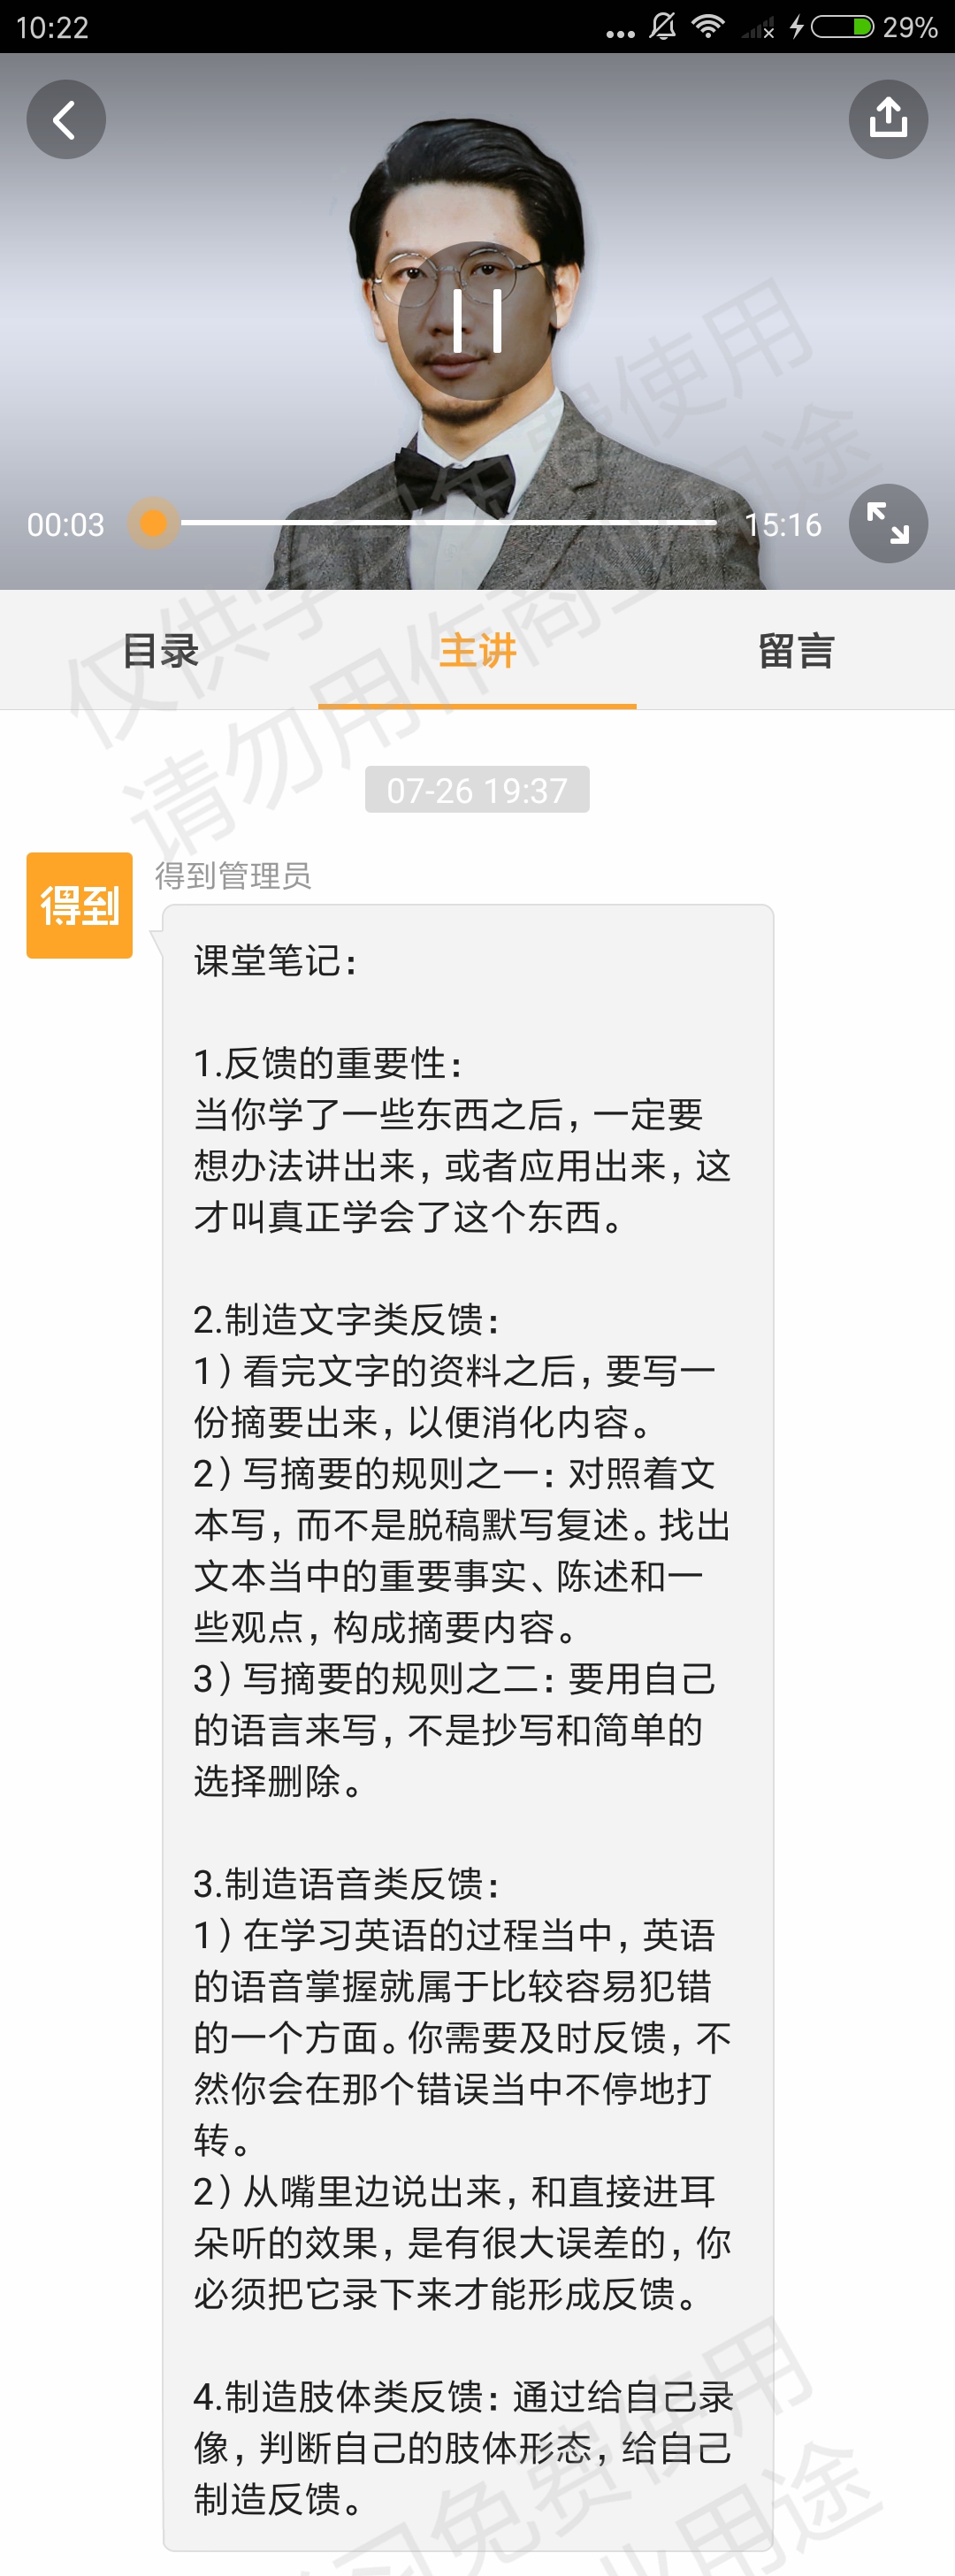 10:22
29%
00:03
15:16
目录
主讲
留言
07-26 19:37
得到
得到管理员
课堂笔记：
1.反馈的重要性：
当你学了一些东西之后，一定要
想办法讲出来，或者应用出来，这
才叫真正学会了这个东西。
2.制造文字类反馈：
1）看完文字的资料之后，要写一
份摘要出来，以便消化内容。
2）写摘要的规则之一：对照着文
本写，而不是脱稿默写复述。找出
文本当中的重要事实、陈述和一
些观点，构成摘要内容。
3）写摘要的规则之二：要用自己
的语言来写，不是抄写和简单的
选择删除。
3.制造语音类反馈：
1）在学习英语的过程当中，英语
的语音掌握就属于比较容易犯错
的一个方面。你需要及时反馈，不
然你会在那个错误当中不停地打
转。
2）从嘴里边说出来，和直接进耳
朵听的效果，是有很大误差的，你
必须把它录下来才能形成反馈。
4.制造肢体类反馈：通过给自己录
像，判断自己的肢体形态，给自己
制造反馈。
仅供学习免费使用
请勿用作商业用途
习免费使用
业用途